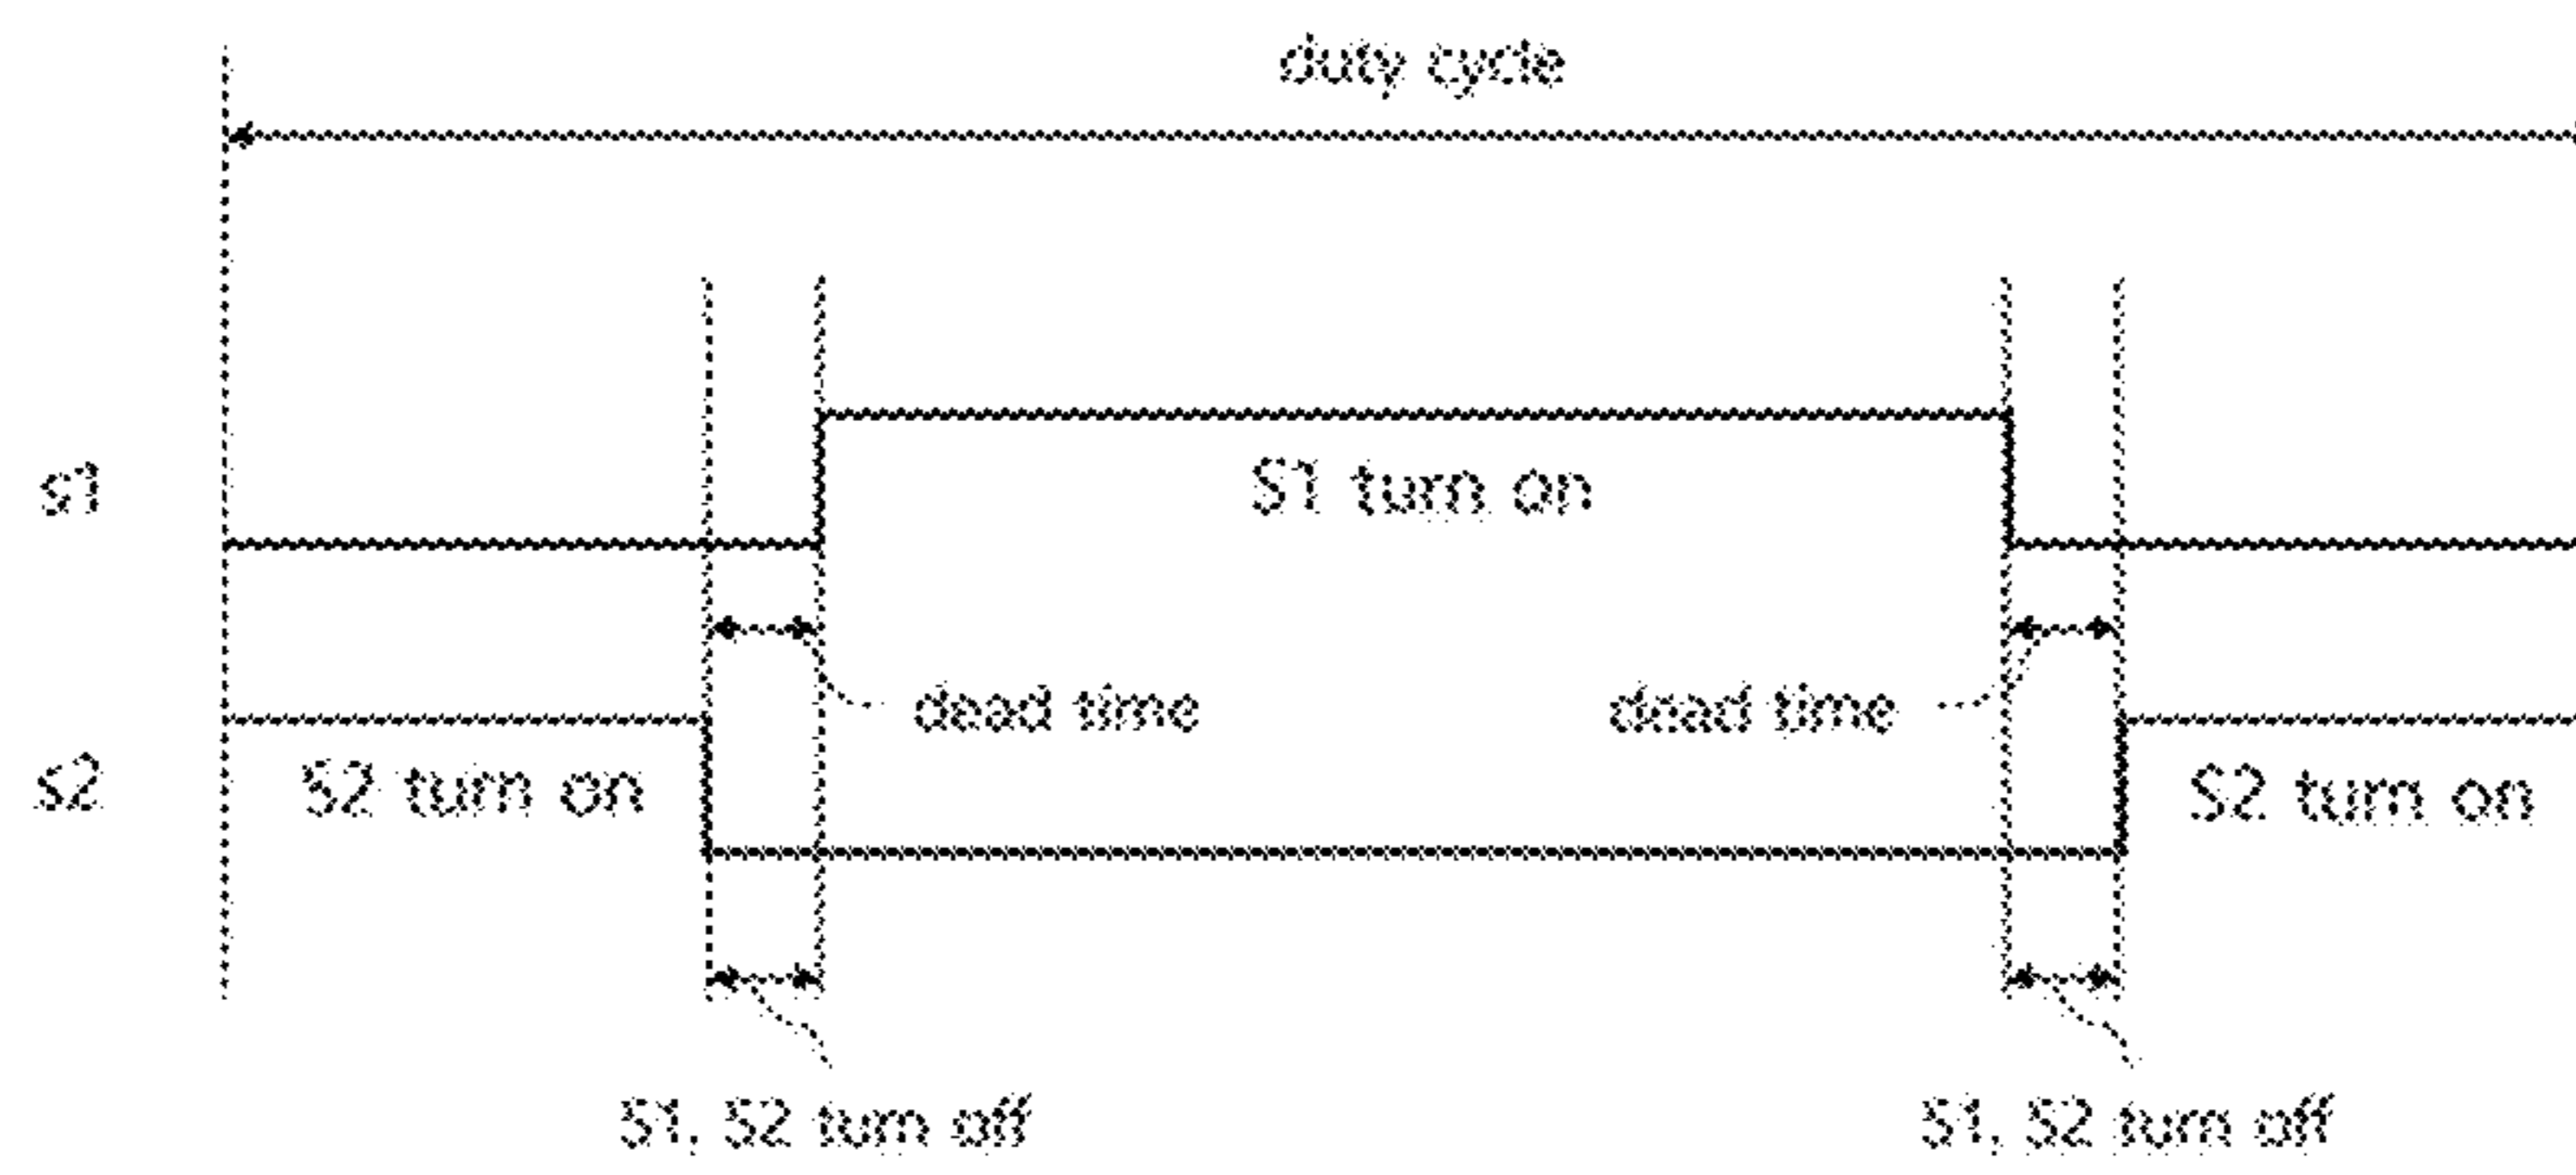 duty cycle
s1
S1 turn on
dead time
dead time
s2
S2 turn on
S2 turn on
S1, S2 turn off
S1, S2 turn off